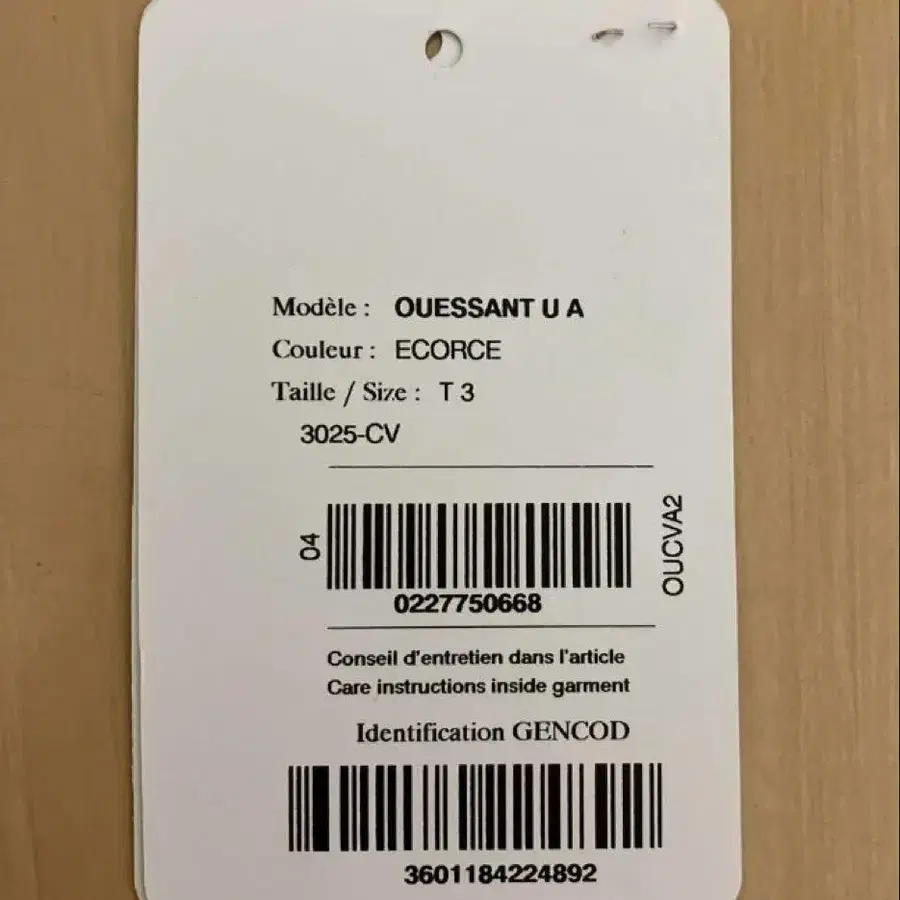 Modèle : OUESSANT U A
Couleur : ECORCE
Taille / Size : T 3
3025-CV
04
OUCVA2
0227750668
Conseil d'entretien dans l'article
Care instructions inside garment
Identification GENCOD
3601184224892